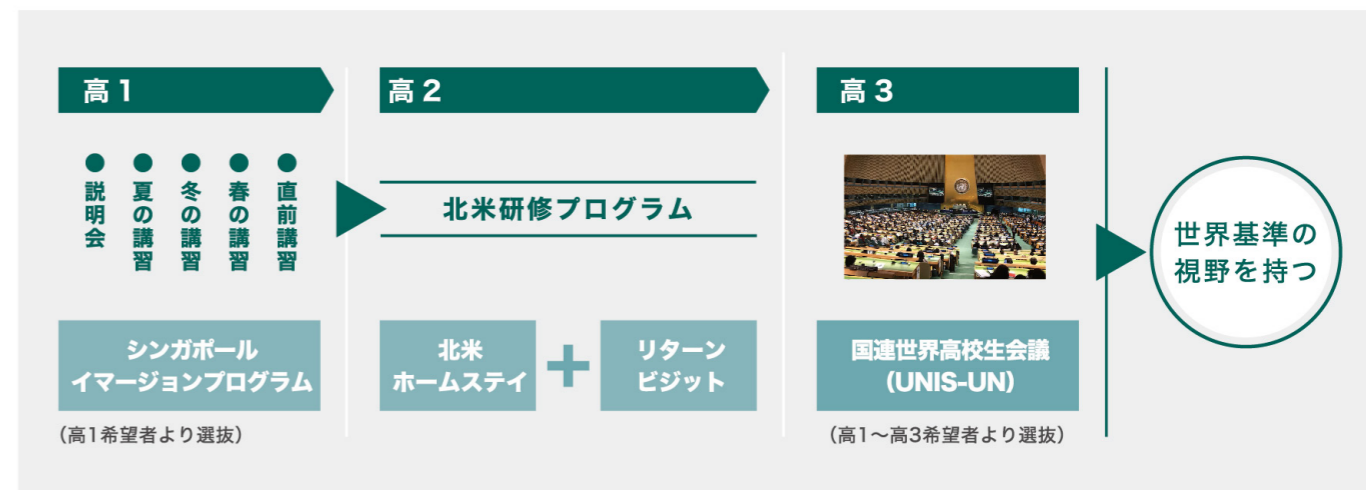 高1
説明会
夏の講習
冬の講習
春の講習
直前講習
シンガポール
イマージョンプログラム
（高1希望者より選抜）
高2
北米研修プログラム
北米
ホームステイ
+
リターン
ビジット
高3
国連世界高校生会議
（UNIS-UN）
（高1〜高3希望者より選抜）
世界基準の
視野を持つ